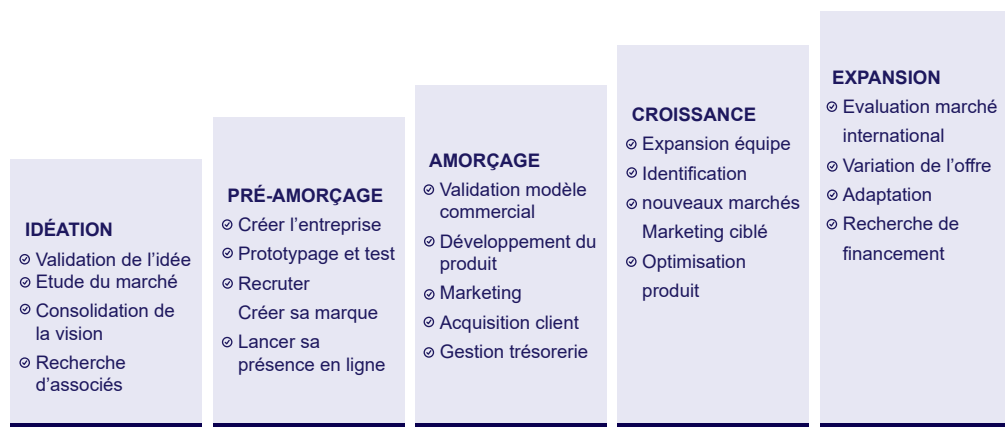 IDÉATION
Validation de l’idée
Etude du marché
Consolidation de
la vision
Recherche
d’associés
PRÉ-AMORÇAGE
Créer l’entreprise
Prototypage et test
Recruter
Créer sa marque
Lancer sa
présence en ligne
AMORÇAGE
Validation modèle
commercial
Développement du
produit
Marketing
Acquisition client
Gestion trésorerie
CROISSANCE
Expansion équipe
Identification
nouveaux marchés
Marketing ciblé
Optimisation
produit
EXPANSION
Evaluation marché
international
Variation de l’offre
Adaptation
Recherche de
financement